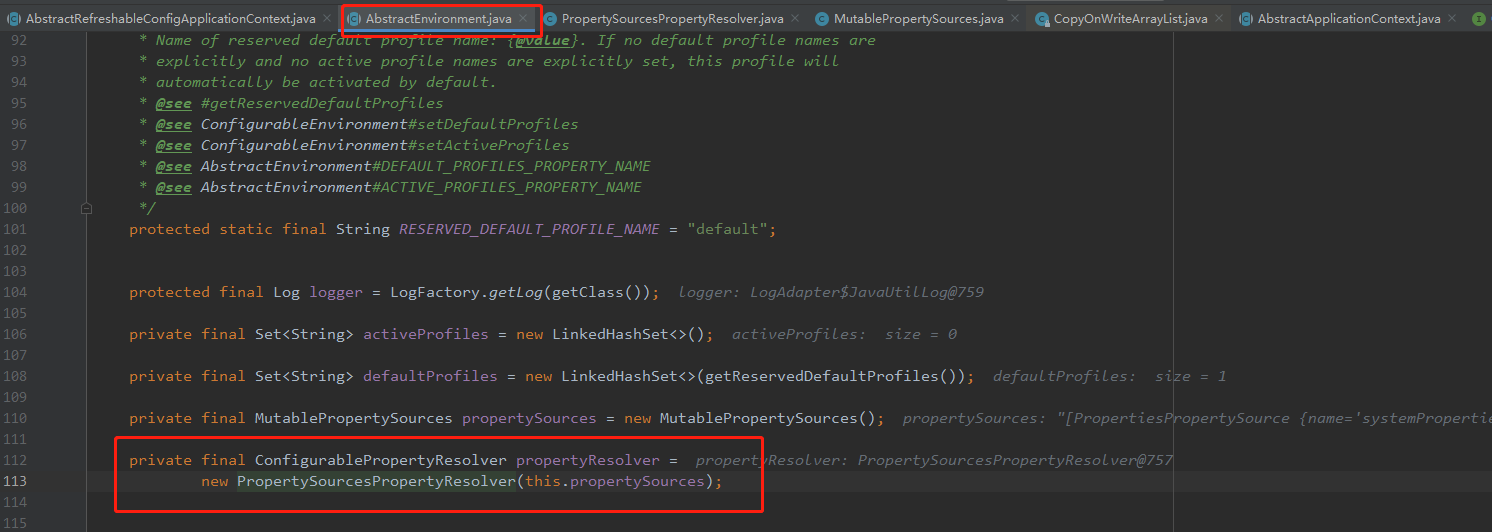 AbstractRefreshableConfigApplicationContext.java × AbstractEnvironment.java × PropertySourcesPropertyResolver.java × MutablePropertySources.java × CopyOnWriteArrayList.java × AbstractApplicationContext.java ×
92 * Name of reserved default profile name: {@value}. If no default profile names are
93 * explicitly and no active profile names are explicitly set, this profile will
94 * automatically be activated by default.
95 * @see #getReservedDefaultProfiles
96 * @see ConfigurableEnvironment#setDefaultProfiles
97 * @see ConfigurableEnvironment#setActiveProfiles
98 * @see AbstractEnvironment#DEFAULT_PROFILES_PROPERTY_NAME
99 * @see AbstractEnvironment#ACTIVE_PROFILES_PROPERTY_NAME
100 */
101 protected static final String RESERVED_DEFAULT_PROFILE_NAME = "default";
102
103
104 protected final Log logger = LogFactory.getLog(getClass()); logger: LogAdapter$JavaUtilLog@759
105
106 private final Set<String> activeProfiles = new LinkedHashSet<>(); activeProfiles: size = 0
107
108 private final Set<String> defaultProfiles = new LinkedHashSet<>(getReservedDefaultProfiles()); defaultProfiles: size = 1
109
110 private final MutablePropertySources propertySources = new MutablePropertySources(); propertySources: "[PropertiesPropertySource {name='systemPropertie
111
112 private final ConfigurablePropertyResolver propertyResolver = propertyResolver: PropertySourcesPropertyResolver@757
113 new PropertySourcesPropertyResolver(this.propertySources);
114
115